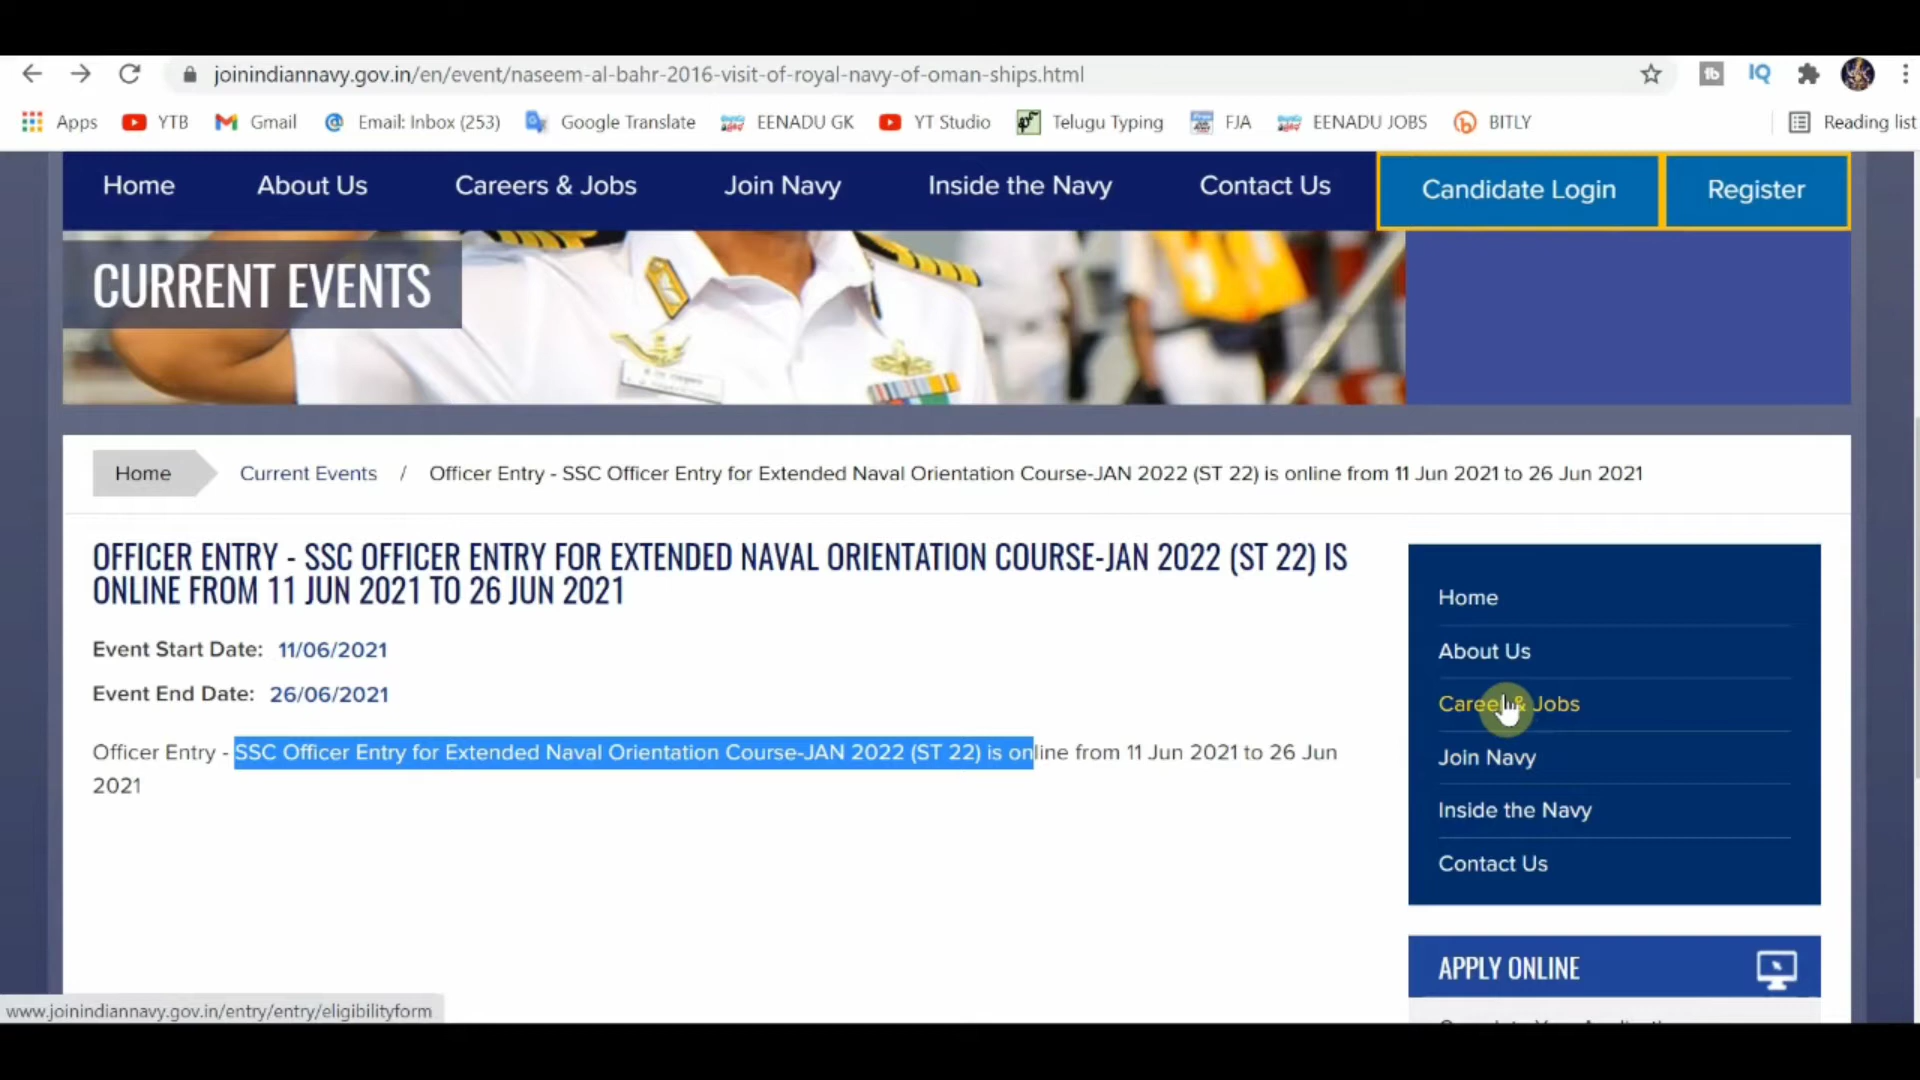 joinindiannavy.gov.in/en/event/naseem-al-bahr-2016-visit-of-royal-navy-of-oman-ships.html
IQ
Apps YTB Gmail Email: Inbox (253) Google Translate EENADU GK YT Studio Telugu Typing FJA EENADU JOBS BITLY Reading list
Home About Us Careers & Jobs Join Navy Inside the Navy Contact Us Candidate Login Register
CURRENT EVENTS
Home Current Events / Officer Entry - SSC Officer Entry for Extended Naval Orientation Course-JAN 2022 (ST 22) is online from 11 Jun 2021 to 26 Jun 2021
OFFICER ENTRY - SSC OFFICER ENTRY FOR EXTENDED NAVAL ORIENTATION COURSE-JAN 2022 (ST 22) IS
ONLINE FROM 11 JUN 2021 TO 26 JUN 2021
Event Start Date: 11/06/2021
Event End Date: 26/06/2021
Officer Entry - SSC Officer Entry for Extended Naval Orientation Course-JAN 2022 (ST 22) is online from 11 Jun 2021 to 26 Jun
2021
Home
About Us
Career & Jobs
Join Navy
Inside the Navy
Contact Us
APPLY ONLINE
www.joinindiannavy.gov.in/entry/entry/eligibilityform